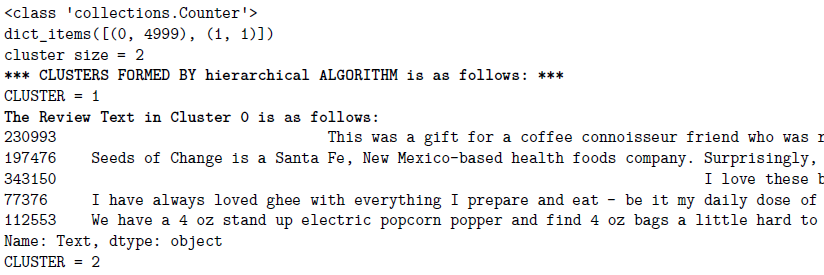 <class 'collections.Counter'>
dict_items([(0, 4999), (1, 1)])
cluster size = 2
*** CLUSTERS FORMED BY hierarchical ALGORITHM is as follows: ***
CLUSTER = 1
The Review Text in Cluster 0 is as follows:
230993 This was a gift for a coffee connoisseur friend who was r
197476 Seeds of Change is a Santa Fe, New Mexico-based health foods company. Surprisingly,
343150 I love these b
77376 I have always loved ghee with everything I prepare and eat - be it my daily dose of
112553 We have a 4 oz stand up electric popcorn popper and find 4 oz bags a little hard to
Name: Text, dtype: object
CLUSTER = 2